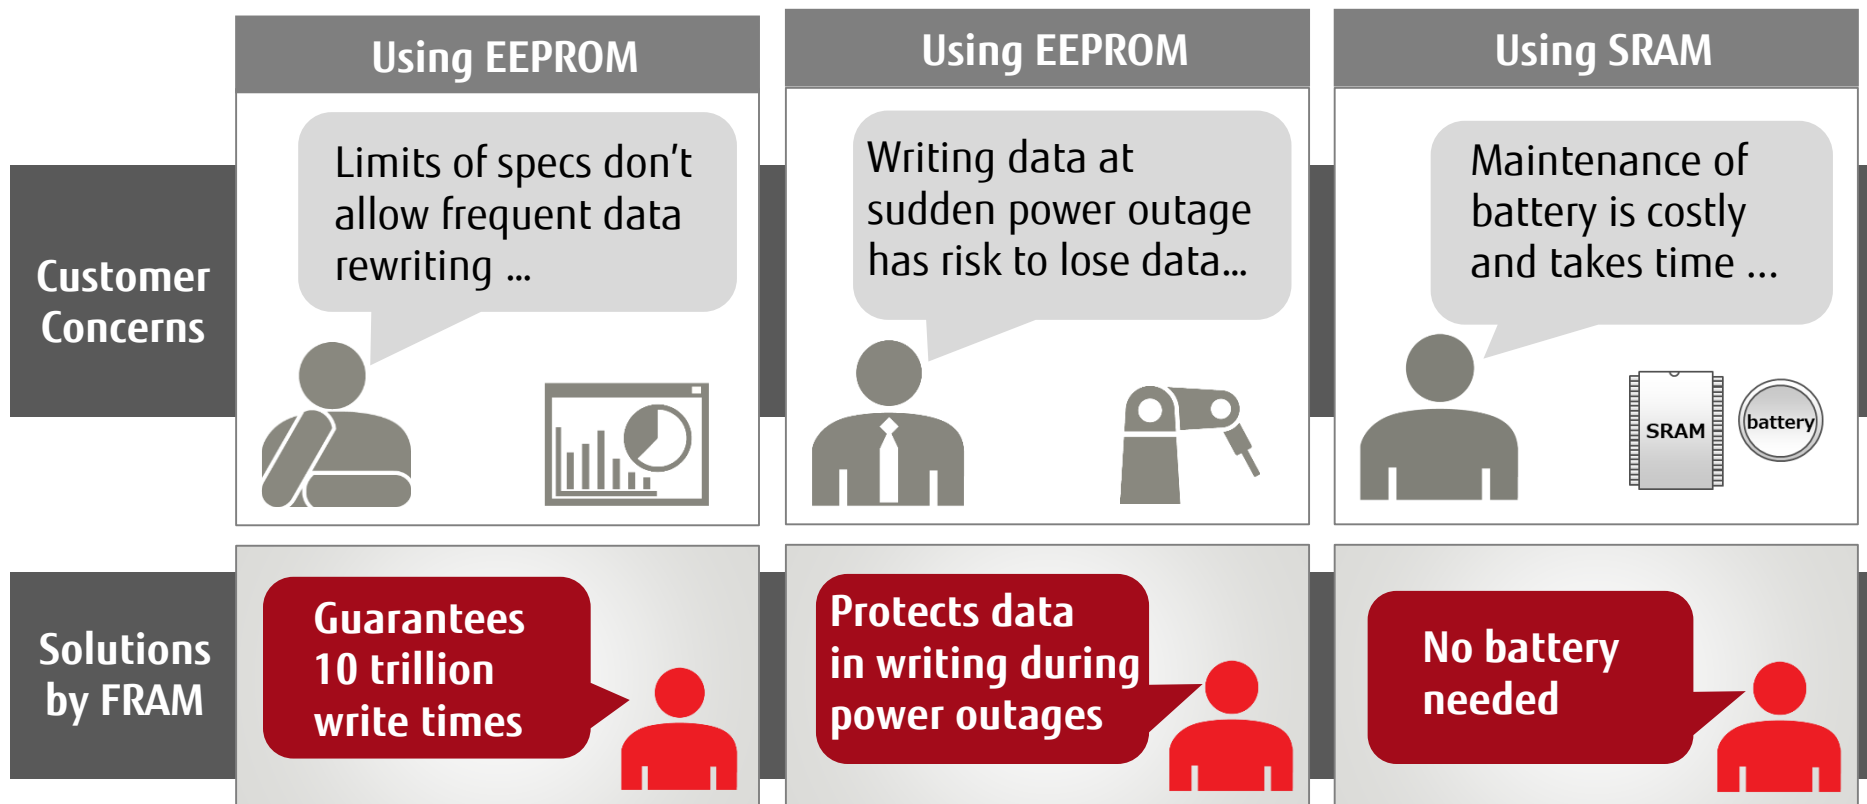 Using EEPROM
Using EEPROM
Using SRAM
Customer
Concerns
Limits of specs don't
allow frequent data
rewriting ...
Writing data at
sudden power outage
has risk to lose data...
Maintenance of
battery is costly
and takes time ...
SRAM
battery
Solutions
by FRAM
Guarantees
10 trillion
write times
Protects data
in writing during
power outages
No battery
needed